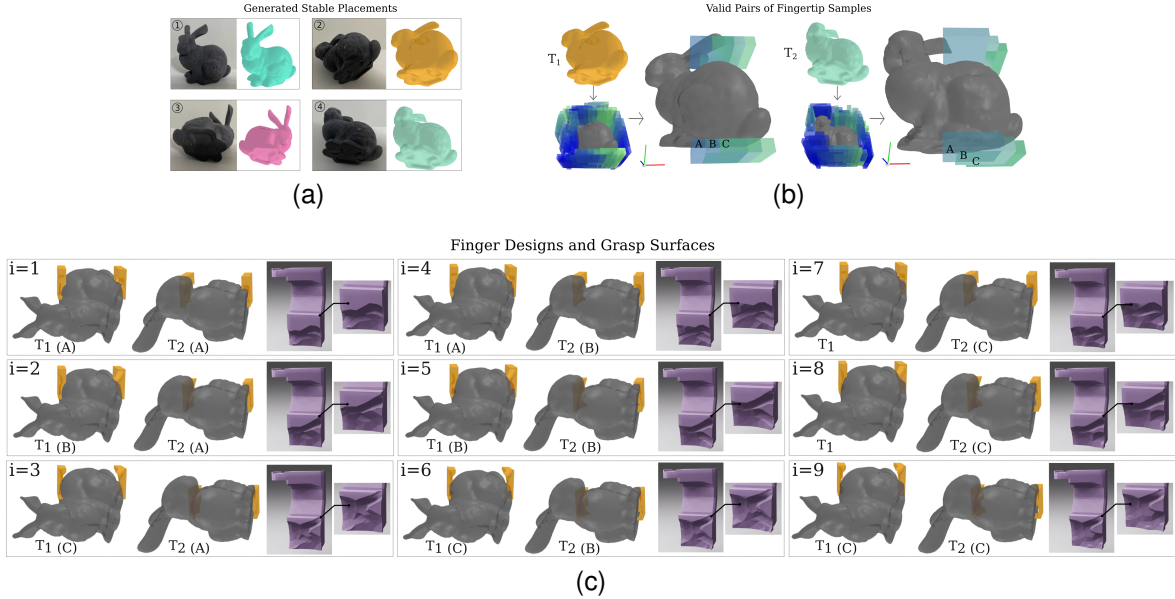 Generated Stable Placements
① ②
③ ④
(a)
Valid Pairs of Fingertip Samples
T1 T2
A B C
A
B
C
(b)
Finger Designs and Grasp Surfaces
i=1 i=4 i=7
T1 (A) T2 (A) T1 (A) T2 (B) T1 T2 (C)
i=2 i=5 i=8
T1 (B) T2 (A) T1 (B) T2 (B) T1 T2 (C)
i=3 i=6 i=9
T1 (C) T2 (A) T1 (C) T2 (B) T1 (C) T2 (C)
(c)